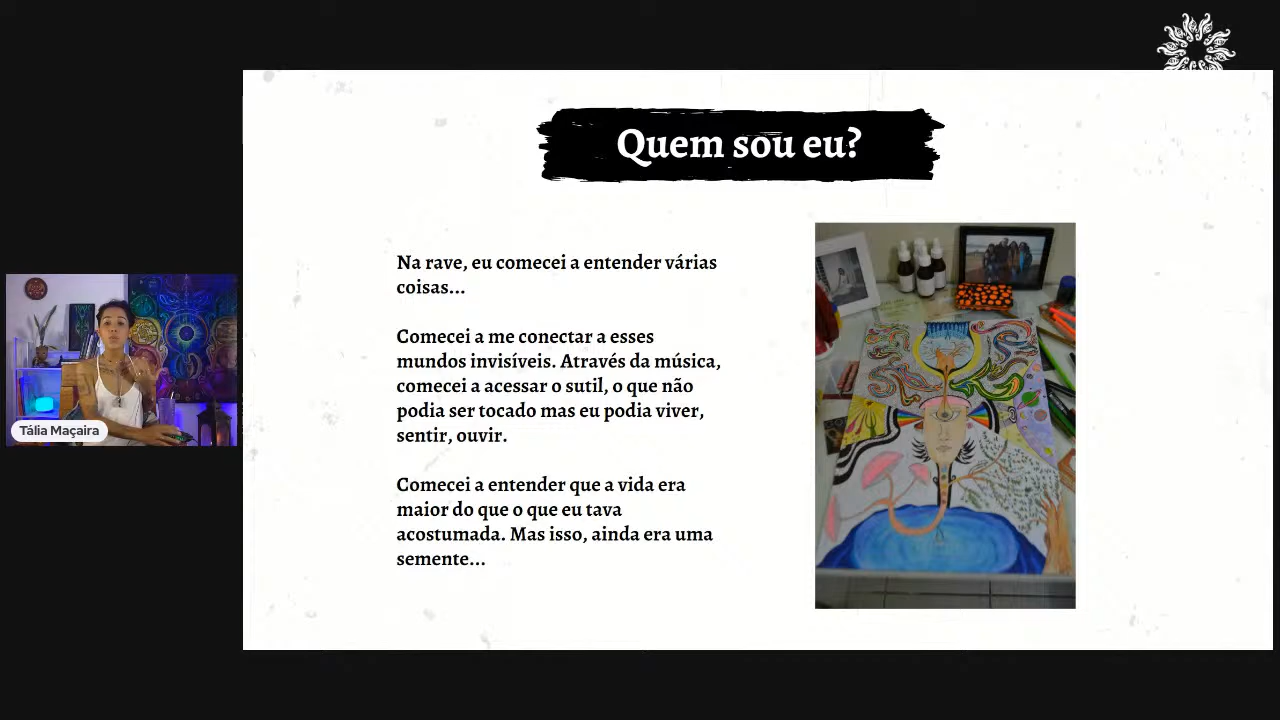 Quem sou eu?
Na rave, eu comecei a entender várias
coisas...
Comecei a me conectar a esses
mundos invisíveis. Através da música,
comecei a acessar o sutil, o que não
podia ser tocado mas eu podia viver,
sentir, ouvir.
Comecei a entender que a vida era
maior do que o que eu tava
acostumada. Mas isso, ainda era uma
semente...
Tália Maçaira